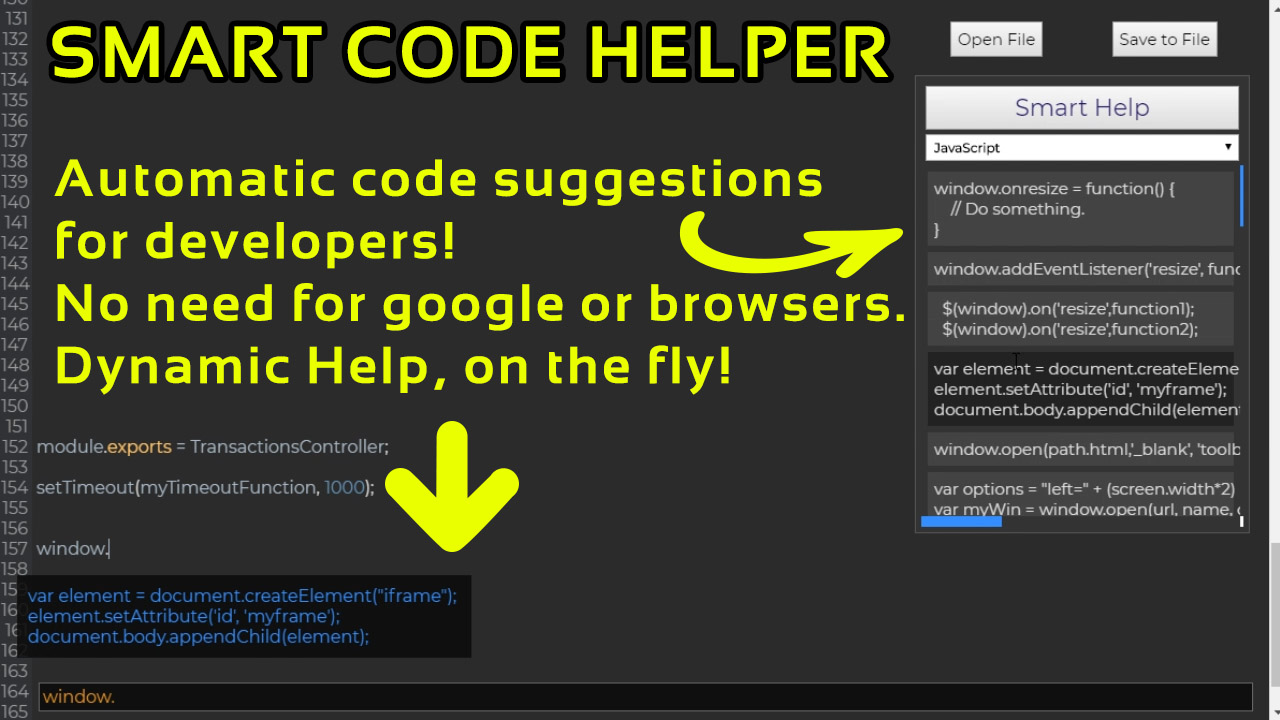 131
132
133
134
135
136
137
138
139
140
141
142
143
144
145
146
147
148
149
150
151
152
153
154
155
156
157
158
163
164
165
SMART CODE HELPER
Automatic code suggestions
for developers!
No need for google or browsers.
Dynamic Help, on the fly!
module.exports = TransactionsController;
setTimeout(myTimeoutFunction, 1000);
window.
var element = document.createElement("iframe");
element.setAttribute('id', 'myframe');
document.body.appendChild(element);
window.
Open File
Save to File
Smart Help
JavaScript
window.onresize = function() {
// Do something.
}
window.addEventListener('resize', func
$(window).on('resize',function1);
$(window).on('resize',function2);
var element = document.createEleme
element.setAttribute('id', 'myframe');
document.body.appendChild(element
window.open(path.html,'_blank', 'toolb
var options = "left=" + (screen.width*2)
var myWin = window.open(url, name,